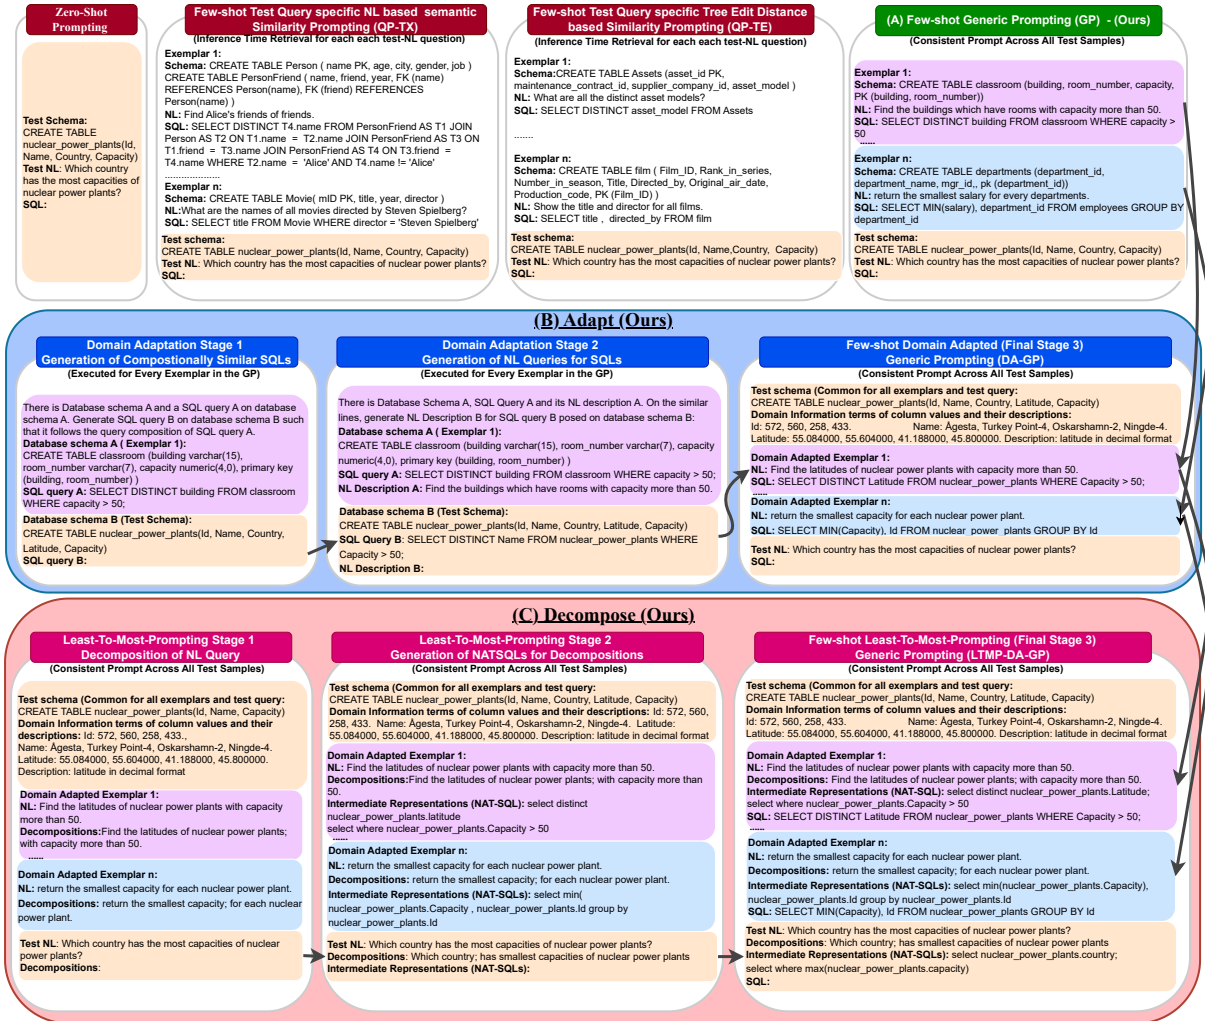 Zero-Shot
Prompting
Test Schema:
CREATE TABLE
nuclear_power_plants(Id,
Name, Country, Capacity)
Test NL: Which country
has the most capacities of
nuclear power plants?
SQL:
Few-shot Test Query specific NL based semantic
Similarity Prompting (QP-TX)
(Inference Time Retrieval for each each test-NL question)
Exemplar 1:
Schema: CREATE TABLE Person ( name PK, age, city, gender, job )
CREATE TABLE PersonFriend ( name, friend, year, FK (name)
REFERENCES Person(name), FK (friend) REFERENCES
Person(name) )
NL: Find Alice's friends of friends.
SQL: SELECT DISTINCT T4.name FROM PersonFriend AS T1 JOIN
Person AS T2 ON T1.name = T2.name JOIN PersonFriend AS T3 ON
T1.friend = T3.name JOIN PersonFriend AS T4 ON T3.friend =
T4.name WHERE T2.name = 'Alice' AND T4.name != 'Alice'
....................
Exemplar n:
Schema: CREATE TABLE Movie( mID PK, title, year, director )
NL:What are the names of all movies directed by Steven Spielberg?
SQL: SELECT title FROM Movie WHERE director = 'Steven Spielberg'
Test schema:
CREATE TABLE nuclear_power_plants(Id, Name, Country, Capacity)
Test NL: Which country has the most capacities of nuclear power plants?
SQL:
Few-shot Test Query specific Tree Edit Distance
based Similarity Prompting (QP-TE)
(Inference Time Retrieval for each each test-NL question)
Exemplar 1:
Schema:CREATE TABLE Assets (asset_id PK,
maintenance_contract_id, supplier_company_id, asset_model )
NL: What are all the distinct asset models?
SQL: SELECT DISTINCT asset_model FROM Assets
.......
Exemplar n:
Schema: CREATE TABLE film ( Film_ID, Rank_in_series,
Number_in_season, Title, Directed_by, Original_air_date,
Production_code, PK (Film_ID) )
NL: Show the title and director for all films.
SQL: SELECT title , directed_by FROM film
Test schema:
CREATE TABLE nuclear_power_plants(Id, Name,Country, Capacity)
Test NL: Which country has the most capacities of nuclear power plants?
SQL:
(A) Few-shot Generic Prompting (GP) - (Ours)
(Consistent Prompt Across All Test Samples)
Exemplar 1:
Schema: CREATE TABLE classroom (building, room_number, capacity,
PK (building, room_number))
NL: Find the buildings which have rooms with capacity more than 50.
SQL: SELECT DISTINCT building FROM classroom WHERE capacity >
50
......
Exemplar n:
Schema: CREATE TABLE departments (department_id,
department_name, mgr_id,, pk (department_id))
NL: return the smallest salary for every departments.
SQL: SELECT MIN(salary), department_id FROM employees GROUP BY
department_id
Test schema:
CREATE TABLE nuclear_power_plants(Id, Name, Country, Capacity)
Test NL: Which country has the most capacities of nuclear power plants?
SQL:
(B) Adapt (Ours)
Domain Adaptation Stage 1
Generation of Compostionally Similar SQLs
(Executed for Every Exemplar in the GP)
There is Database schema A and a SQL query A on database
schema A. Generate SQL query B on database schema B such
that it follows the query composition of SQL query A.
Database schema A ( Exemplar 1):
CREATE TABLE classroom (building varchar(15),
room_number varchar(7), capacity numeric(4,0), primary key
(building, room_number) )
SQL query A: SELECT DISTINCT building FROM classroom
WHERE capacity > 50;
Database schema B (Test Schema):
CREATE TABLE nuclear_power_plants(Id, Name, Country,
Latitude, Capacity)
SQL query B:
Domain Adaptation Stage 2
Generation of NL Queries for SQLs
(Executed for Every Exemplar in the GP)
There is Database Schema A, SQL Query A and its NL description A. On the similar
lines, generate NL Description B for SQL query B posed on database schema B:
Database schema A ( Exemplar 1):
CREATE TABLE classroom (building varchar(15), room_number varchar(7), capacity
numeric(4,0), primary key (building, room_number) )
SQL query A: SELECT DISTINCT building FROM classroom WHERE capacity > 50;
NL Description A: Find the buildings which have rooms with capacity more than 50.
Database schema B (Test Schema):
CREATE TABLE nuclear_power_plants(Id, Name, Country, Latitude, Capacity)
SQL Query B: SELECT DISTINCT Name FROM nuclear_power_plants WHERE
Capacity > 50;
NL Description B:
Few-shot Domain Adapted (Final Stage 3)
Generic Prompting (DA-GP)
(Consistent Prompt Across All Test Samples)
Test schema (Common for all exemplars and test query:
CREATE TABLE nuclear_power_plants(Id, Name, Country, Latitude, Capacity)
Domain Information terms of column values and their descriptions:
Id: 572, 560, 258, 433. Name: Ågesta, Turkey Point-4, Oskarshamn-2, Ningde-4.
Latitude: 55.084000, 55.604000, 41.188000, 45.800000. Description: latitude in decimal format
Domain Adapted Exemplar 1:
NL: Find the latitudes of nuclear power plants with capacity more than 50.
SQL: SELECT DISTINCT Latitude FROM nuclear_power_plants WHERE Capacity > 50;
......
Domain Adapted Exemplar n:
NL: return the smallest capacity for each nuclear power plant.
SQL: SELECT MIN(Capacity), Id FROM nuclear_power_plants GROUP BY Id
Test NL: Which country has the most capacities of nuclear power plants?
SQL:
(C) Decompose (Ours)
Least-To-Most-Prompting Stage 1
Decomposition of NL Query
(Consistent Prompt Across All Test Samples)
Test schema (Common for all exemplars and test query:
CREATE TABLE nuclear_power_plants(Id, Name, Capacity)
Domain Information terms of column values and their
descriptions: Id: 572, 560, 258, 433.,
Name: Ågesta, Turkey Point-4, Oskarshamn-2, Ningde-4.
Latitude: 55.084000, 55.604000, 41.188000, 45.800000.
Description: latitude in decimal format
Domain Adapted Exemplar 1:
NL: Find the latitudes of nuclear power plants with capacity
more than 50.
Decompositions:Find the latitudes of nuclear power plants;
with capacity more than 50.
......
Domain Adapted Exemplar n:
NL: return the smallest capacity for each nuclear power plant.
Decompositions: return the smallest capacity; for each nuclear
power plant.
Test NL: Which country has the most capacities of nuclear
power plants?
Decompositions:
Least-To-Most-Prompting Stage 2
Generation of NATSQLs for Decompositions
(Consistent Prompt Across All Test Samples)
Test schema (Common for all exemplars and test query:
CREATE TABLE nuclear_power_plants(Id, Name, Country, Latitude, Capacity)
Domain Information terms of column values and their descriptions: Id: 572, 560,
258, 433. Name: Ågesta, Turkey Point-4, Oskarshamn-2, Ningde-4. Latitude:
55.084000, 55.604000, 41.188000, 45.800000. Description: latitude in decimal format
Domain Adapted Exemplar 1:
NL: Find the latitudes of nuclear power plants with capacity more than 50.
Decompositions:Find the latitudes of nuclear power plants; with capacity more than
50.
Intermediate Representations (NAT-SQL): select distinct
nuclear_power_plants.latitude
select where nuclear_power_plants.Capacity > 50
......
Domain Adapted Exemplar n:
NL: return the smallest capacity for each nuclear power plant.
Decompositions: return the smallest capacity; for each nuclear power plant.
Intermediate Representations (NAT-SQLs): select min(
nuclear_power_plants.Capacity , nuclear_power_plants.Id group by
nuclear_power_plants.Id
Test NL: Which country has the most capacities of nuclear power plants?
Decompositions: Which country; has smallest capacities of nuclear power plants
Intermediate Representations (NAT-SQLs):
Few-shot Least-To-Most-Prompting (Final Stage 3)
Generic Prompting (LTMP-DA-GP)
(Consistent Prompt Across All Test Samples)
Test schema (Common for all exemplars and test query:
CREATE TABLE nuclear_power_plants(Id, Name, Country, Latitude, Capacity)
Domain Information terms of column values and their descriptions:
Id: 572, 560, 258, 433. Name: Ågesta, Turkey Point-4, Oskarshamn-2, Ningde-4.
Latitude: 55.084000, 55.604000, 41.188000, 45.800000. Description: latitude in decimal format
Domain Adapted Exemplar 1:
NL: Find the latitudes of nuclear power plants with capacity more than 50.
Decompositions: Find the latitudes of nuclear power plants; with capacity more than 50.
Intermediate Representations (NAT-SQL): select distinct nuclear_power_plants.Latitude;
select where nuclear_power_plants.Capacity > 50
SQL: SELECT DISTINCT Latitude FROM nuclear_power_plants WHERE Capacity > 50;
......
Domain Adapted Exemplar n:
NL: return the smallest capacity for each nuclear power plant.
Decompositions: return the smallest capacity; for each nuclear power plant.
Intermediate Representations (NAT-SQLs): select min(nuclear_power_plants.Capacity),
nuclear_power_plants.Id group by nuclear_power_plants.Id
SQL: SELECT MIN(Capacity), Id FROM nuclear_power_plants GROUP BY Id
Test NL: Which country has the most capacities of nuclear power plants?
Decompositions: Which country; has smallest capacities of nuclear power plants
Intermediate Representations (NAT-SQLs): select nuclear_power_plants.country;
select where max(nuclear_power_plants.capacity)
SQL: